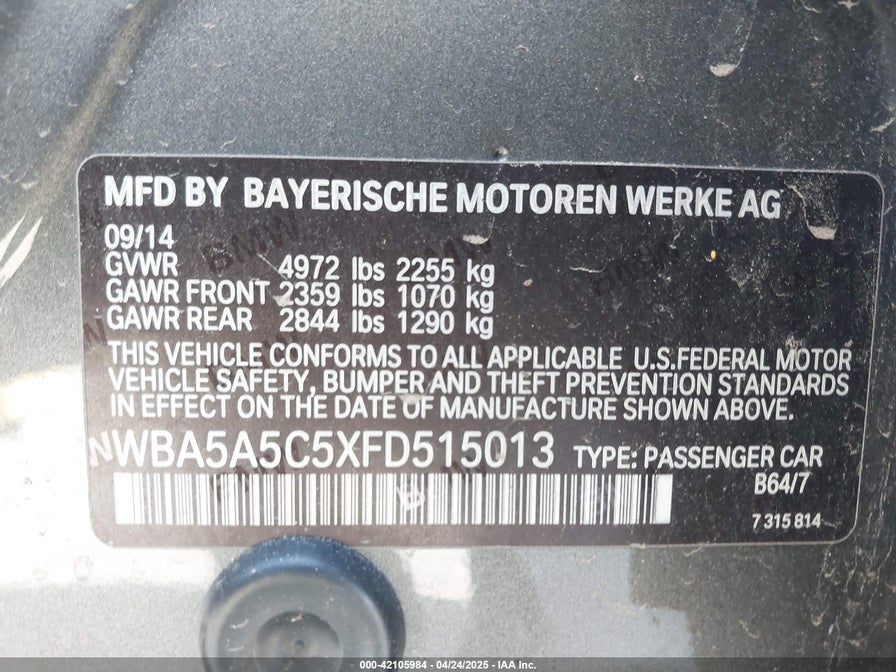 MFD BY BAYERISCHE MOTOREN WERKE AG
09/14
GVWR 4972 lbs 2255 kg
GAWR FRONT 2359 lbs 1070 kg
GAWR REAR 2844 lbs 1290 kg
THIS VEHICLE CONFORMS TO ALL APPLICABLE U.S.FEDERAL MOTOR
VEHICLE SAFETY, BUMPER AND THEFT PREVENTION STANDARDS
IN EFFECT ON THE DATE OF MANUFACTURE SHOWN ABOVE.
WBA5A5C5XFD515013 TYPE: PASSENGER CAR
B64/7
7 315 814
000-42105984 - 04/24/2025 - IAA Inc.